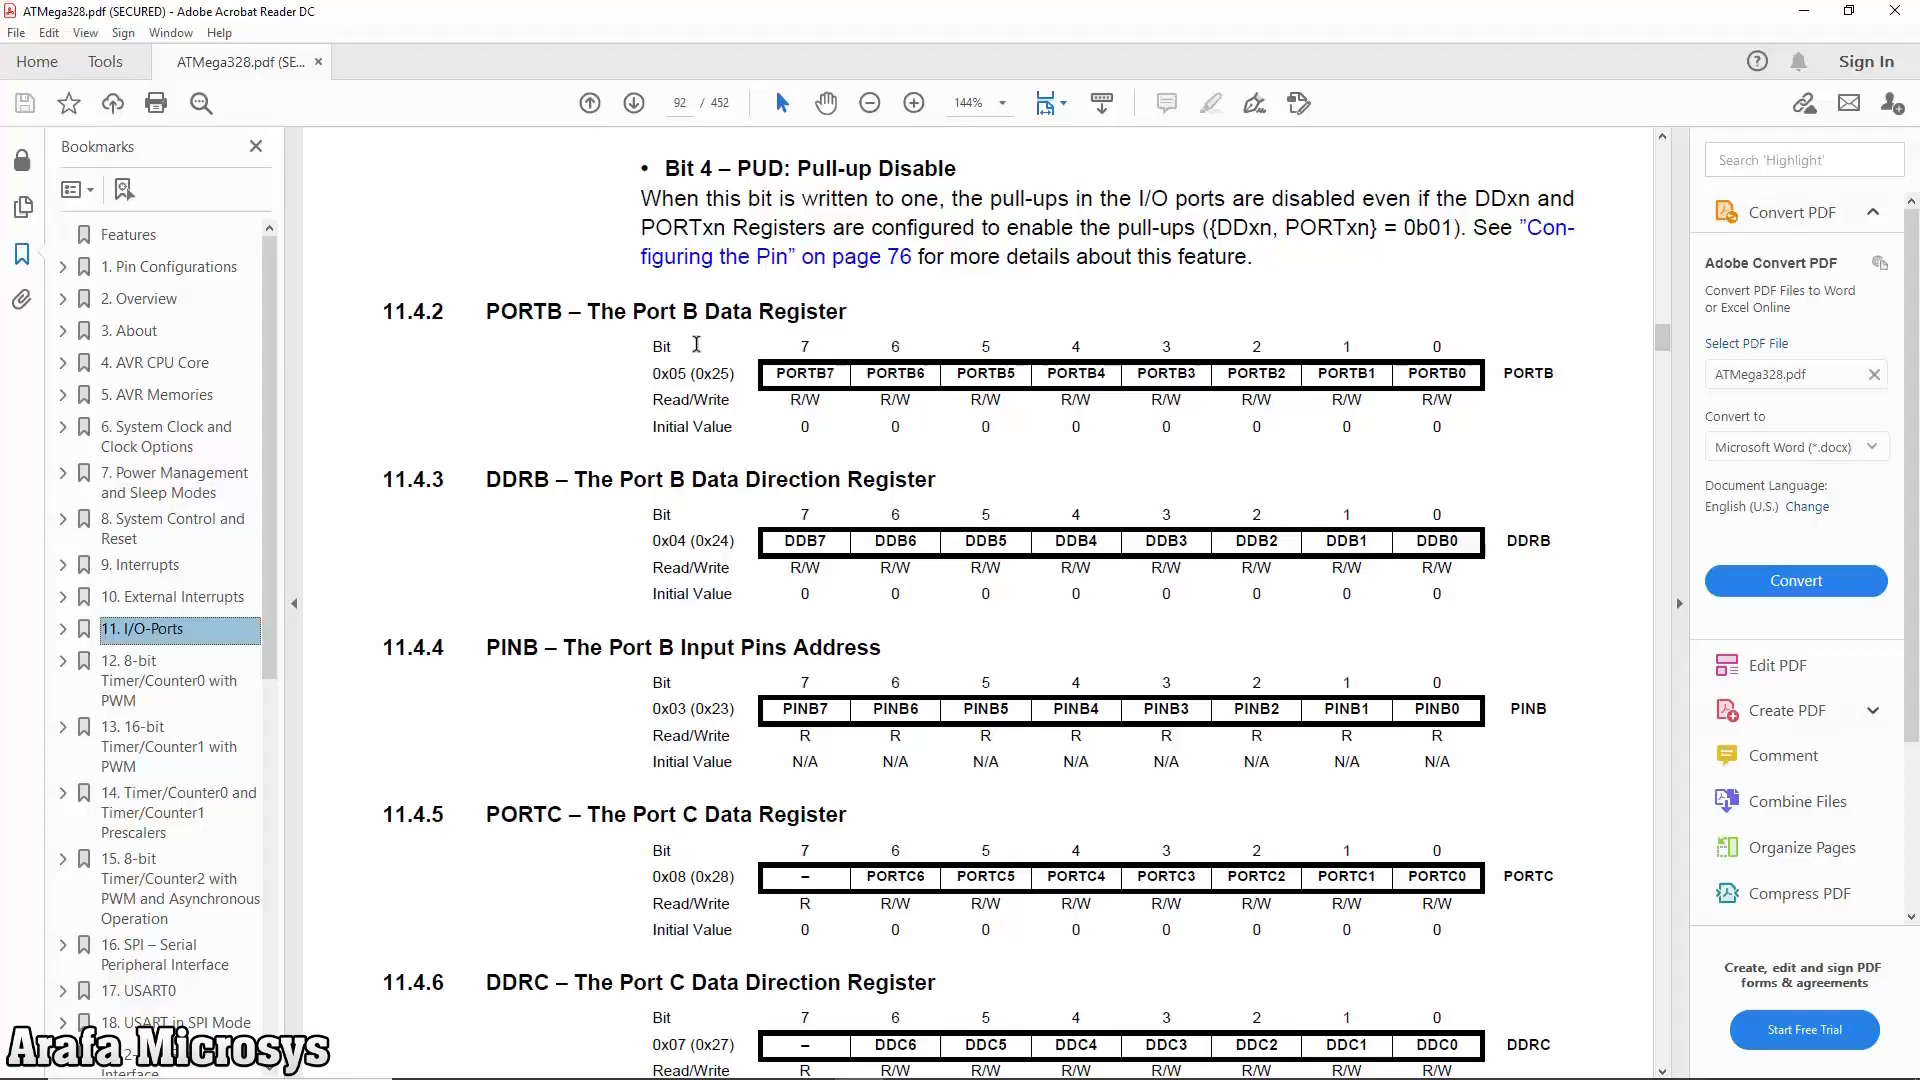 ATMega328.pdf (SECURED) - Adobe Acrobat Reader DC
File Edit View Sign Window Help
Home Tools ATMega328.pdf (SE... × Sign In
92 / 452 144%
Bookmarks
Features
1. Pin Configurations
2. Overview
3. About
4. AVR CPU Core
5. AVR Memories
6. System Clock and
Clock Options
7. Power Management
and Sleep Modes
8. System Control and
Reset
9. Interrupts
10. External Interrupts
11. I/O-Ports
12. 8-bit
Timer/Counter0 with
PWM
13. 16-bit
Timer/Counter1 with
PWM
14. Timer/Counter0 and
Timer/Counter1
Prescalers
15. 8-bit
Timer/Counter2 with
PWM and Asynchronous
Operation
16. SPI – Serial
Peripheral Interface
17. USART0
18. USART in SPI Mode
Interface
Arafa Microsys
• Bit 4 – PUD: Pull-up Disable
When this bit is written to one, the pull-ups in the I/O ports are disabled even if the DDxn and
PORTxn Registers are configured to enable the pull-ups ({DDxn, PORTxn} = 0b01). See ”Con-
figuring the Pin” on page 76 for more details about this feature.
11.4.2 PORTB – The Port B Data Register
Bit 7 6 5 4 3 2 1 0
0x05 (0x25) PORTB7 PORTB6 PORTB5 PORTB4 PORTB3 PORTB2 PORTB1 PORTB0 PORTB
Read/Write R/W R/W R/W R/W R/W R/W R/W R/W
Initial Value 0 0 0 0 0 0 0 0
11.4.3 DDRB – The Port B Data Direction Register
Bit 7 6 5 4 3 2 1 0
0x04 (0x24) DDB7 DDB6 DDB5 DDB4 DDB3 DDB2 DDB1 DDB0 DDRB
Read/Write R/W R/W R/W R/W R/W R/W R/W R/W
Initial Value 0 0 0 0 0 0 0 0
11.4.4 PINB – The Port B Input Pins Address
Bit 7 6 5 4 3 2 1 0
0x03 (0x23) PINB7 PINB6 PINB5 PINB4 PINB3 PINB2 PINB1 PINB0 PINB
Read/Write R R R R R R R R
Initial Value N/A N/A N/A N/A N/A N/A N/A N/A
11.4.5 PORTC – The Port C Data Register
Bit 7 6 5 4 3 2 1 0
0x08 (0x28) – PORTC6 PORTC5 PORTC4 PORTC3 PORTC2 PORTC1 PORTC0 PORTC
Read/Write R R/W R/W R/W R/W R/W R/W R/W
Initial Value 0 0 0 0 0 0 0 0
11.4.6 DDRC – The Port C Data Direction Register
Bit 7 6 5 4 3 2 1 0
0x07 (0x27) – DDC6 DDC5 DDC4 DDC3 DDC2 DDC1 DDC0 DDRC
Read/Write R R/W R/W R/W R/W R/W R/W R/W
Search 'Highlight'
Convert PDF
Adobe Convert PDF
Convert PDF Files to Word
or Excel Online
Select PDF File
ATMega328.pdf
Convert to
Microsoft Word (*.docx)
Document Language:
English (U.S.) Change
Convert
Edit PDF
Create PDF
Comment
Combine Files
Organize Pages
Compress PDF
Create, edit and sign PDF
forms & agreements
Start Free Trial